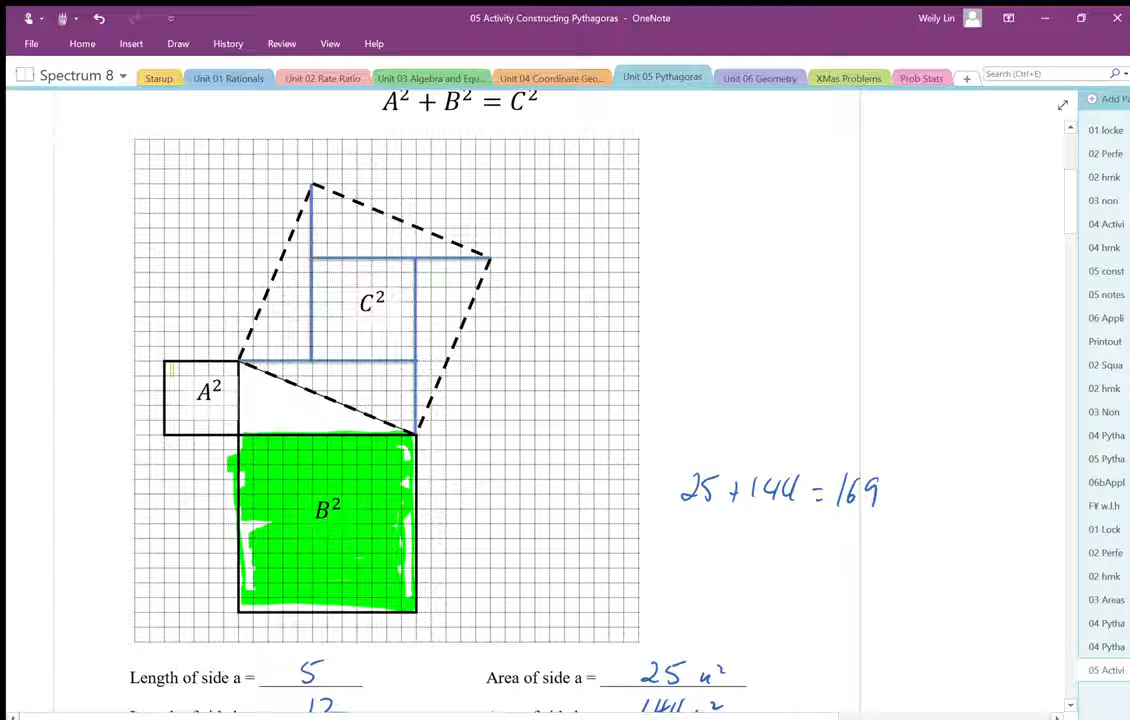 05 Activity Constructing Pythagoras - OneNote
Weily Lin
File Home Insert Draw History Review View Help
Spectrum 8
Starup
Unit 01 Rationals
Unit 02 Rate Ratio
Unit 03 Algebra and Equ...
Unit 04 Coordinate Geo...
Unit 05 Pythagoras
Unit 06 Geometry
XMas Problems
Prob Stats
Search (Ctrl+E)
Add Pa
A² + B² = C²
01 locke
02 Perfe
02 hmk
03 non
04 Activi
04 hmk
05 const
05 notes
06 Appli
Printout
02 Squa
02 hmk
03 Non
04 Pytha
05 Pytha
06bAppl
F¥ w.l.h
01 Lock
02 Perfe
02 hmk
03 Areas
04 Pytha
04 Pytha
05 Activi
C²
A²
B²
25 + 144 = 169
Length of side a = 5
Area of side a = 25 u²
12
144 u²